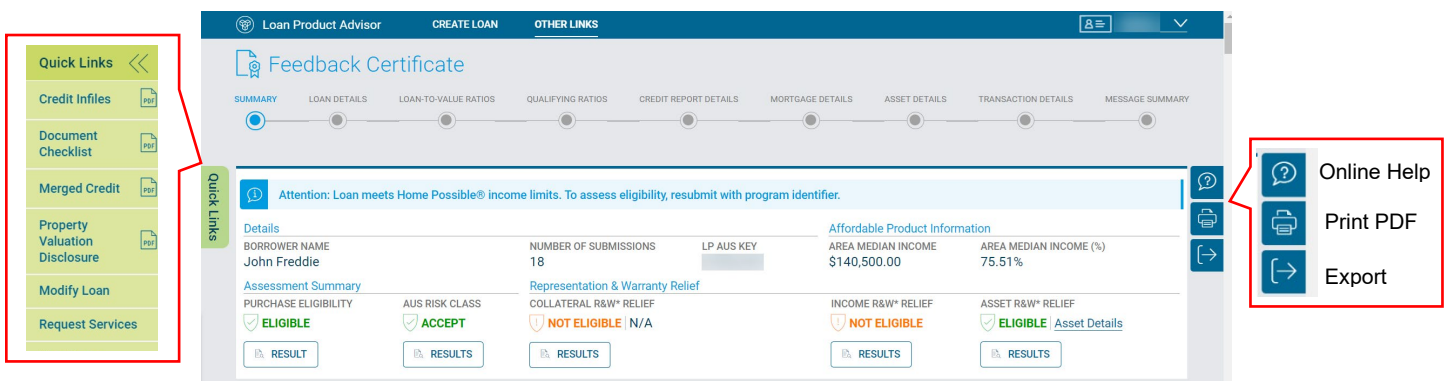 Quick Links
Credit Infiles PDF
Document
Checklist PDF
Merged Credit PDF
Property
Valuation PDF
Disclosure
Modify Loan
Request Services
Loan Product Advisor CREATE LOAN OTHER LINKS
Feedback Certificate
SUMMARY LOAN DETAILS LOAN-TO-VALUE RATIOS QUALIFYING RATIOS CREDIT REPORT DETAILS MORTGAGE DETAILS ASSET DETAILS TRANSACTION DETAILS MESSAGE SUMMARY
Quick Links
Attention: Loan meets Home Possible® income limits. To assess eligibility, resubmit with program identifier.
Details Affordable Product Information
BORROWER NAME NUMBER OF SUBMISSIONS LP AUS KEY AREA MEDIAN INCOME AREA MEDIAN INCOME (%)
John Freddie 18 $140,500.00 75.51%
Assessment Summary Representation & Warranty Relief
PURCHASE ELIGIBILITY AUS RISK CLASS COLLATERAL R&W* RELIEF INCOME R&W* RELIEF ASSET R&W* RELIEF
ELIGIBLE ACCEPT NOT ELIGIBLE | N/A NOT ELIGIBLE ELIGIBLE | Asset Details
RESULT RESULTS RESULTS RESULTS RESULTS
Online Help
Print PDF
Export